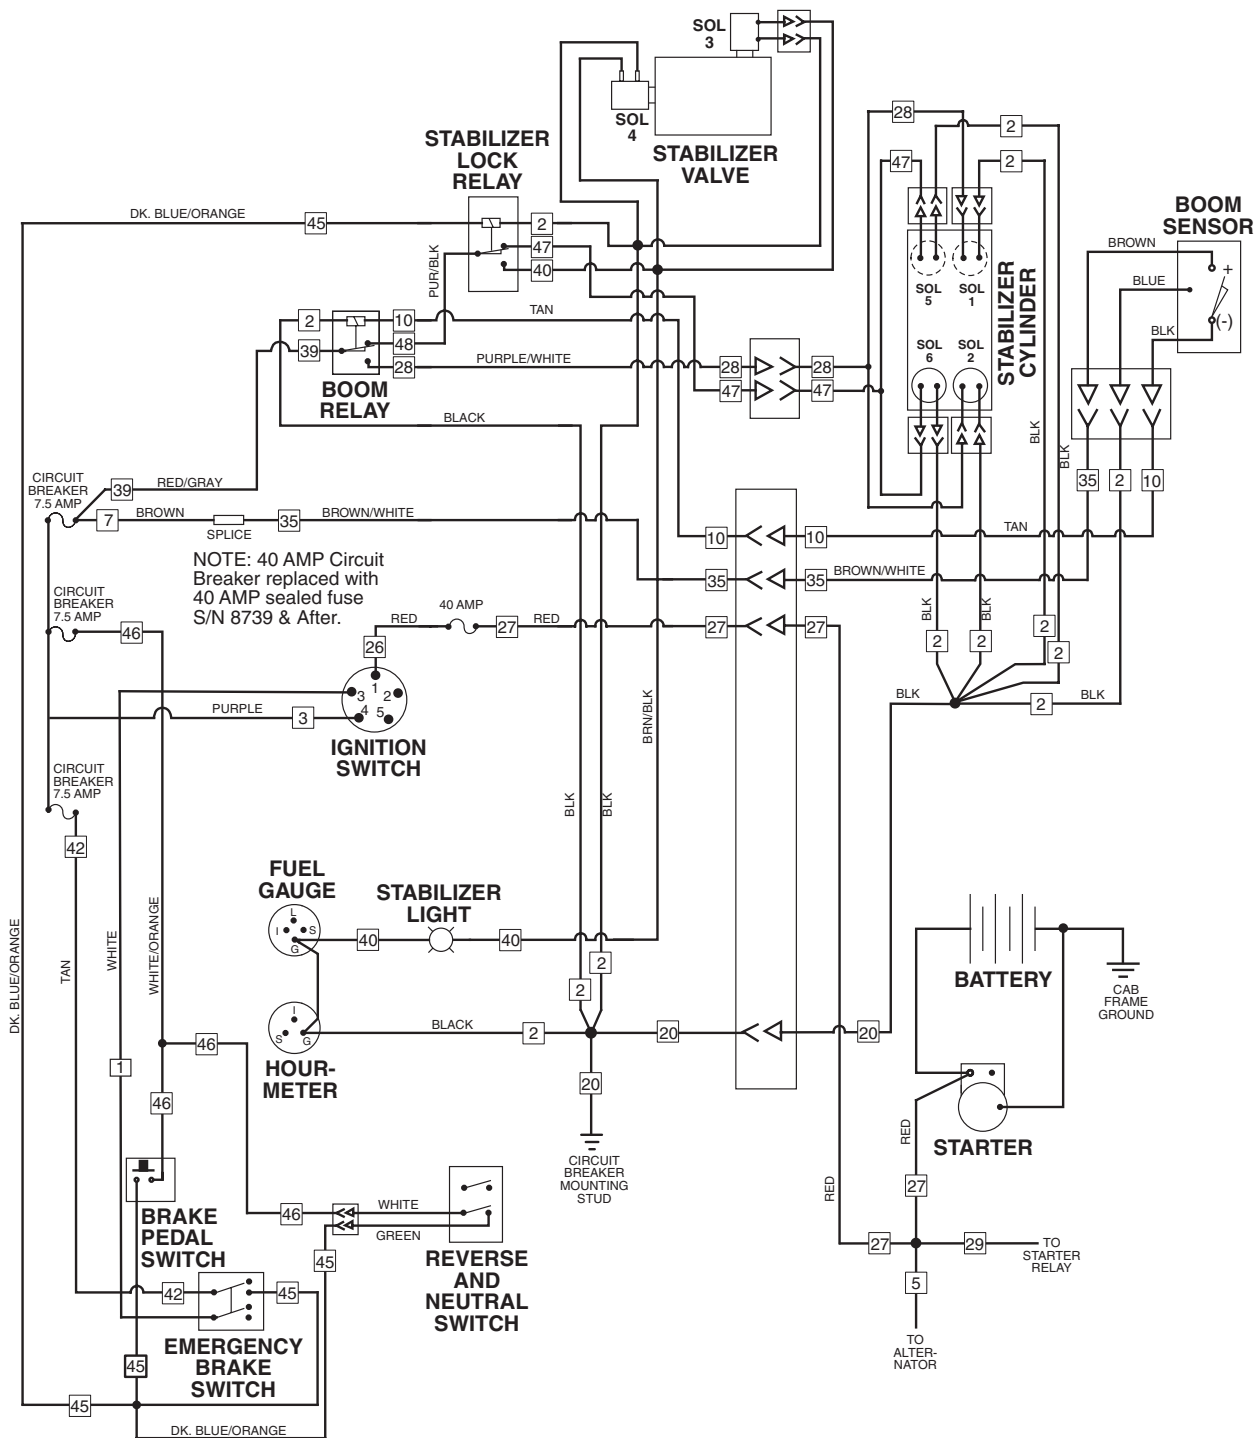 SOL
3
SOL
4
STABILIZER
VALVE
STABILIZER
LOCK
RELAY
28
2
47
2
BOOM
SENSOR
DK. BLUE/ORANGE
45
2
47
40
PUR/BLK
BROWN
BLUE
BLK
+
(-)
SOL
5
SOL
1
SOL
6
SOL
2
STABILIZER
CYLINDER
2
10
TAN
39
48
28
PURPLE/WHITE
28
28
47
47
BOOM
RELAY
BLACK
BLK
BLK
35
2
10
CIRCUIT
BREAKER
7.5 AMP
39
RED/GRAY
7
BROWN
SPLICE
35
BROWN/WHITE
10
10
TAN
NOTE: 40 AMP Circuit
Breaker replaced with
40 AMP sealed fuse
S/N 8739 & After.
35
35
BROWN/WHITE
CIRCUIT
BREAKER
7.5 AMP
46
RED
40 AMP
27
RED
27
27
BLK
BLK
2
2
2
2
26
1
2
3
4
5
PURPLE
3
IGNITION
SWITCH
BRN/BLK
BLK
2
BLK
CIRCUIT
BREAKER
7.5 AMP
42
BLK
BLK
FUEL
GAUGE
L
I
S
G
STABILIZER
LIGHT
40
40
DK. BLUE/ORANGE
TAN
WHITE
WHITE/ORANGE
2
2
BATTERY
CAB
FRAME
GROUND
I
S
G
BLACK
2
20
20
46
HOUR-
METER
1
46
20
CIRCUIT
BREAKER
MOUNTING
STUD
RED
STARTER
RED
27
BRAKE
PEDAL
SWITCH
46
WHITE
GREEN
45
REVERSE
AND
NEUTRAL
SWITCH
27
29
TO
STARTER
RELAY
5
TO
ALTER-
NATOR
42
45
EMERGENCY
BRAKE
SWITCH
45
45
DK. BLUE/ORANGE